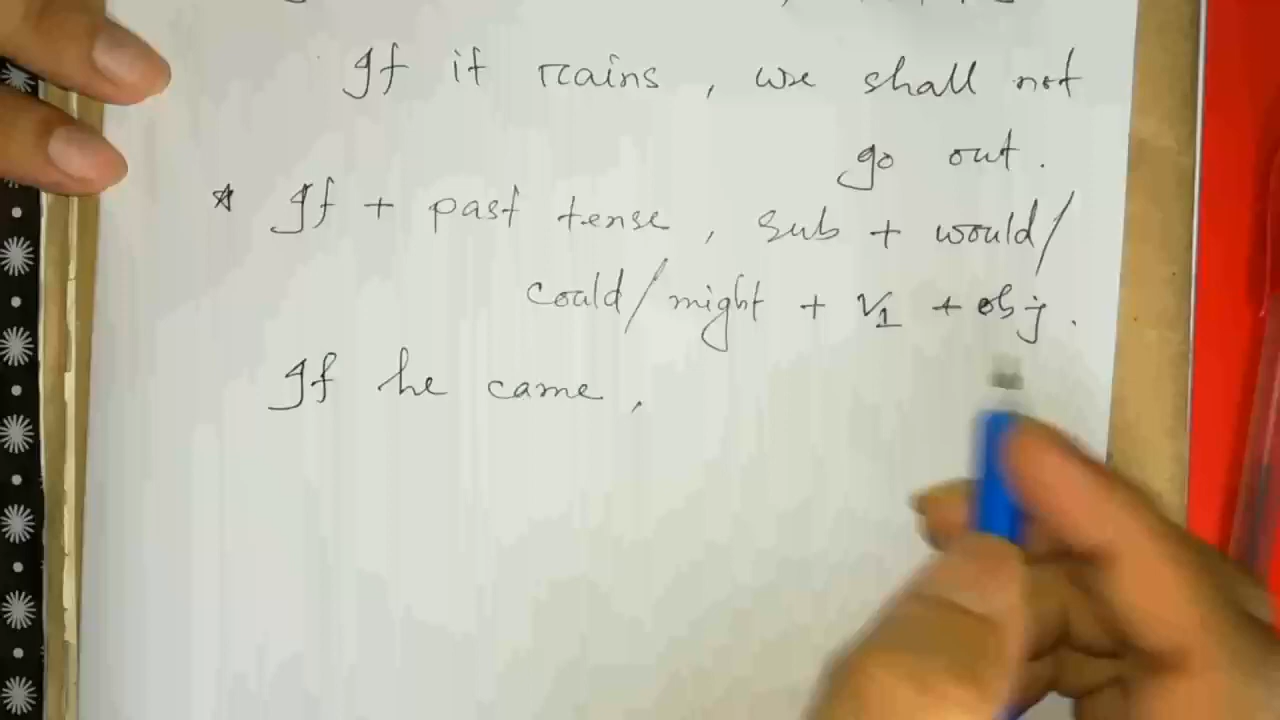 If it rains, we shall not
go out.
* If + past tense, sub + would/
could/might + V1 + obj.
If he came,